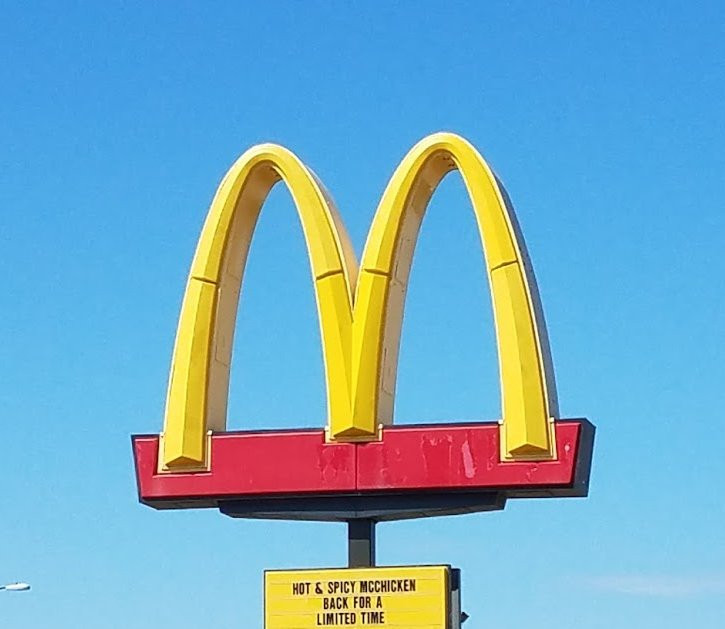 HOT & SPICY MCCHICKEN
BACK FOR A
LIMITED TIME